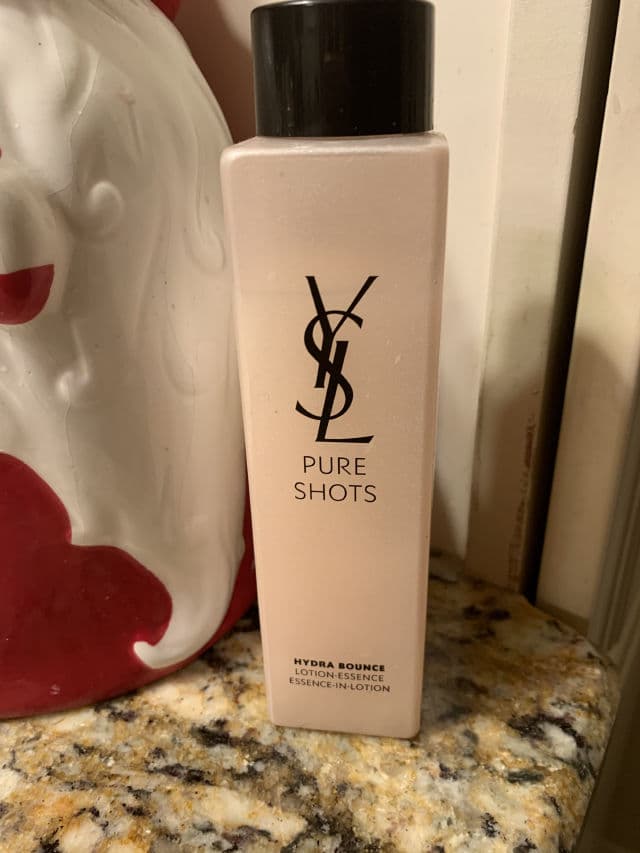 YSL
PURE
SHOTS
HYDRA BOUNCE
LOTION-ESSENCE
ESSENCE-IN-LOTION